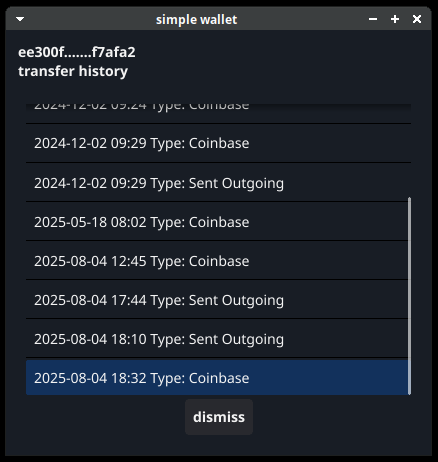 simple wallet
ee300f.......f7afa2
transfer history
2024-12-02 09:24 Type: Coinbase
2024-12-02 09:29 Type: Coinbase
2024-12-02 09:29 Type: Sent Outgoing
2025-05-18 08:02 Type: Coinbase
2025-08-04 12:45 Type: Coinbase
2025-08-04 17:44 Type: Sent Outgoing
2025-08-04 18:10 Type: Sent Outgoing
2025-08-04 18:32 Type: Coinbase
dismiss